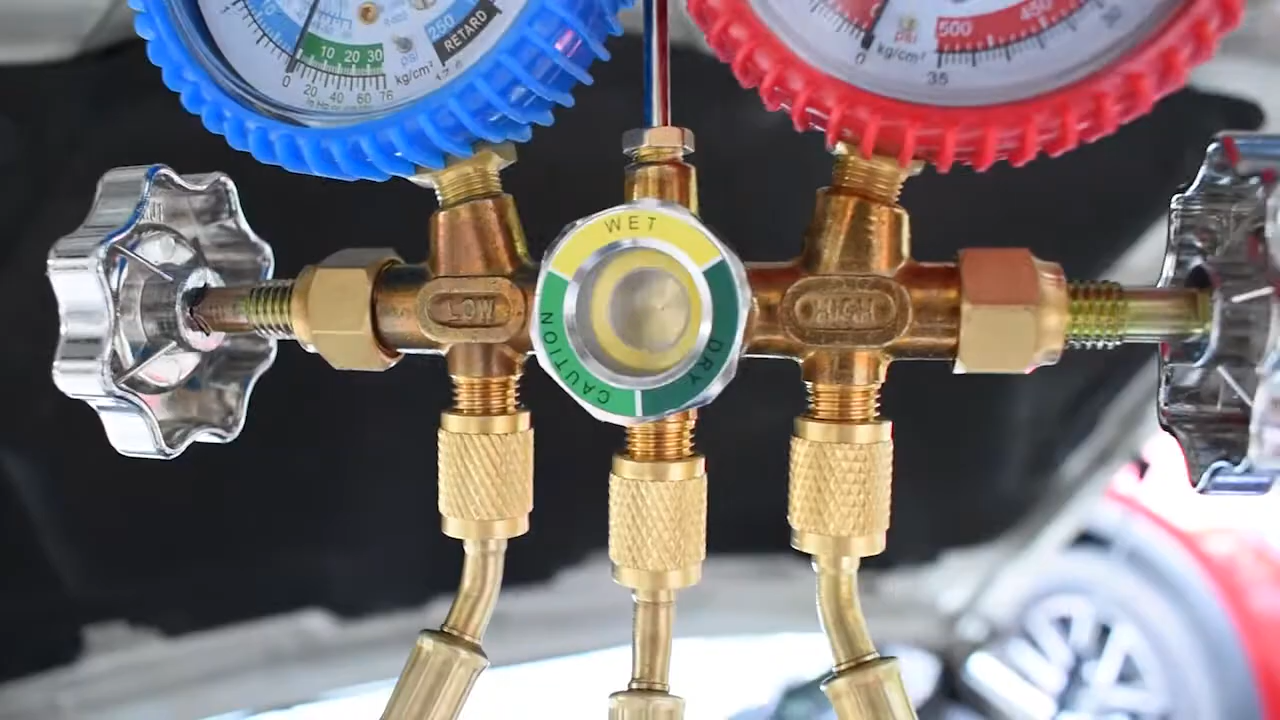 10 20 30
250
RETARD
kg/cm²
0
20 40 60 76
psi
500
450
kg/cm²
0
35
30
WET
CAUTION
DRY
LOW
HIGH